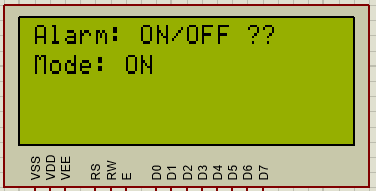 Alarm: ON/OFF ??
Mode: ON
VSS VDD VEE RS RW E D0 D1 D2 D3 D4 D5 D6 D7